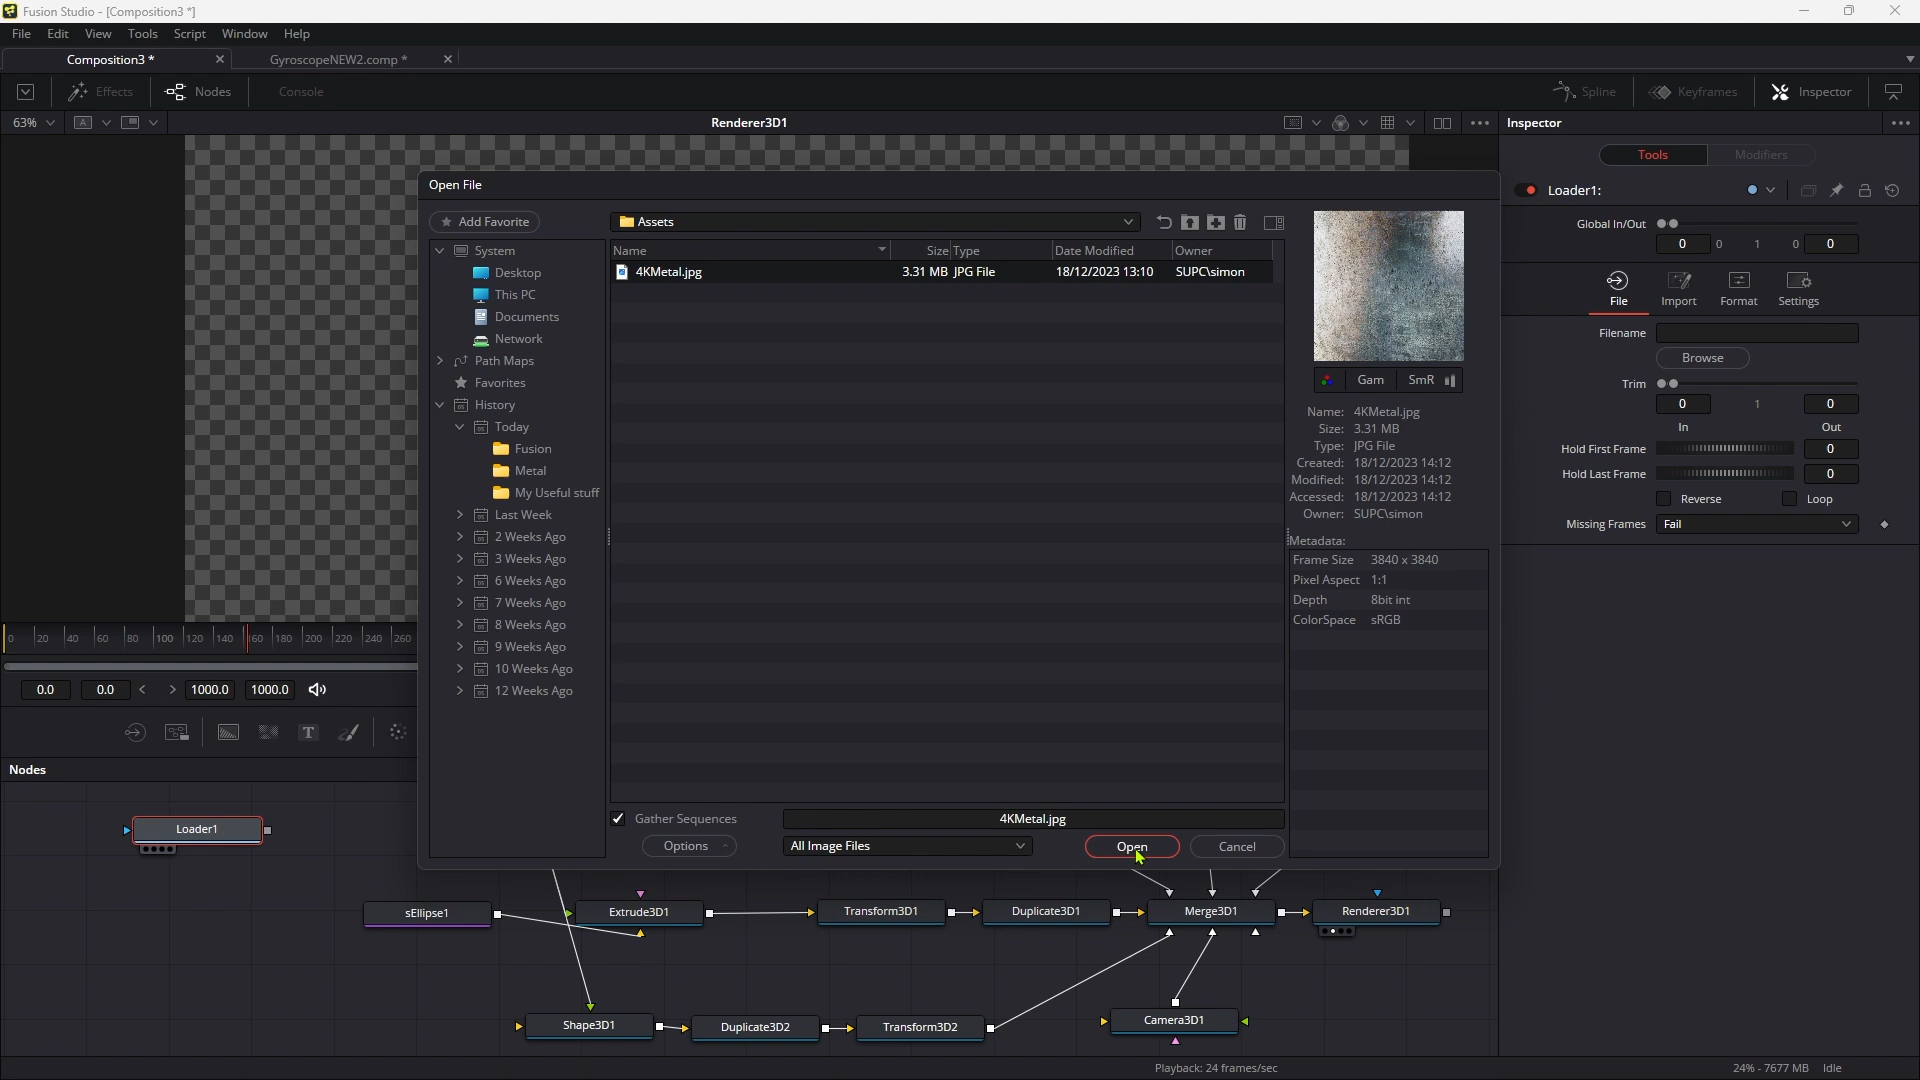 Fusion Studio - [Composition3 *]
File Edit View Tools Script Window Help
Composition3 * GyroscopeNEW2.comp *
Effects Nodes Console Spline Keyframes Inspector
63% A Renderer3D1 Inspector
Tools Modifiers
Loader1:
Global In/Out
0 0 1 0 0
File Import Format Settings
Filename
Browse
Trim
0 1 0
In Out
Hold First Frame 0
Hold Last Frame 0
Reverse Loop
Missing Frames Fail
Open File
Add Favorite Assets
Name Size Type Date Modified Owner
4KMetal.jpg 3.31 MB JPG File 18/12/2023 13:10 SUPC\simon
System
Desktop
This PC
Documents
Network
Path Maps
Favorites
History
Today
Fusion
Metal
My Useful stuff
Last Week
2 Weeks Ago
3 Weeks Ago
6 Weeks Ago
7 Weeks Ago
8 Weeks Ago
9 Weeks Ago
10 Weeks Ago
12 Weeks Ago
Gam SmR
Name: 4KMetal.jpg
Size: 3.31 MB
Type: JPG File
Created: 18/12/2023 14:12
Modified: 18/12/2023 14:12
Accessed: 18/12/2023 14:12
Owner: SUPC\simon
Metadata:
Frame Size 3840 x 3840
Pixel Aspect 1:1
Depth 8bit int
ColorSpace sRGB
Gather Sequences 4KMetal.jpg
Options All Image Files Open Cancel
0 20 40 60 80 100 120 140 160 180 200 220 240 260
0.0 0.0 < > 1000.0 1000.0
T
Nodes
Loader1
sEllipse1 Extrude3D1 Transform3D1 Duplicate3D1 Merge3D1 Renderer3D1
Shape3D1 Duplicate3D2 Transform3D2 Camera3D1
Playback: 24 frames/sec 24% - 7677 MB Idle